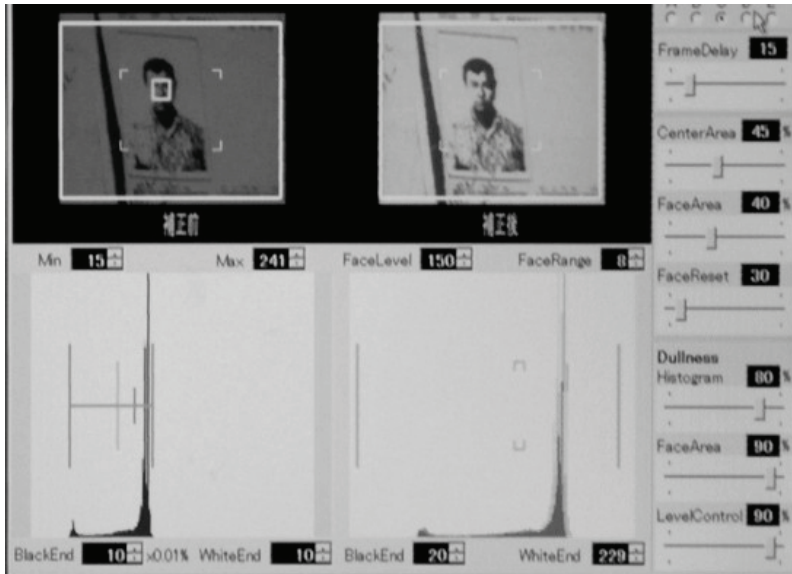 補正前
補正後
FrameDelay 15
CenterArea 45 %
FaceArea 40 %
FaceReset 30
Min 15
Max 241
FaceLevel 150
FaceRange 8
Dullness
Histogram 80 %
FaceArea 90 %
LevelControl 90 %
BlackEnd 10 x0.01%
WhiteEnd 10
BlackEnd 20
WhiteEnd 229